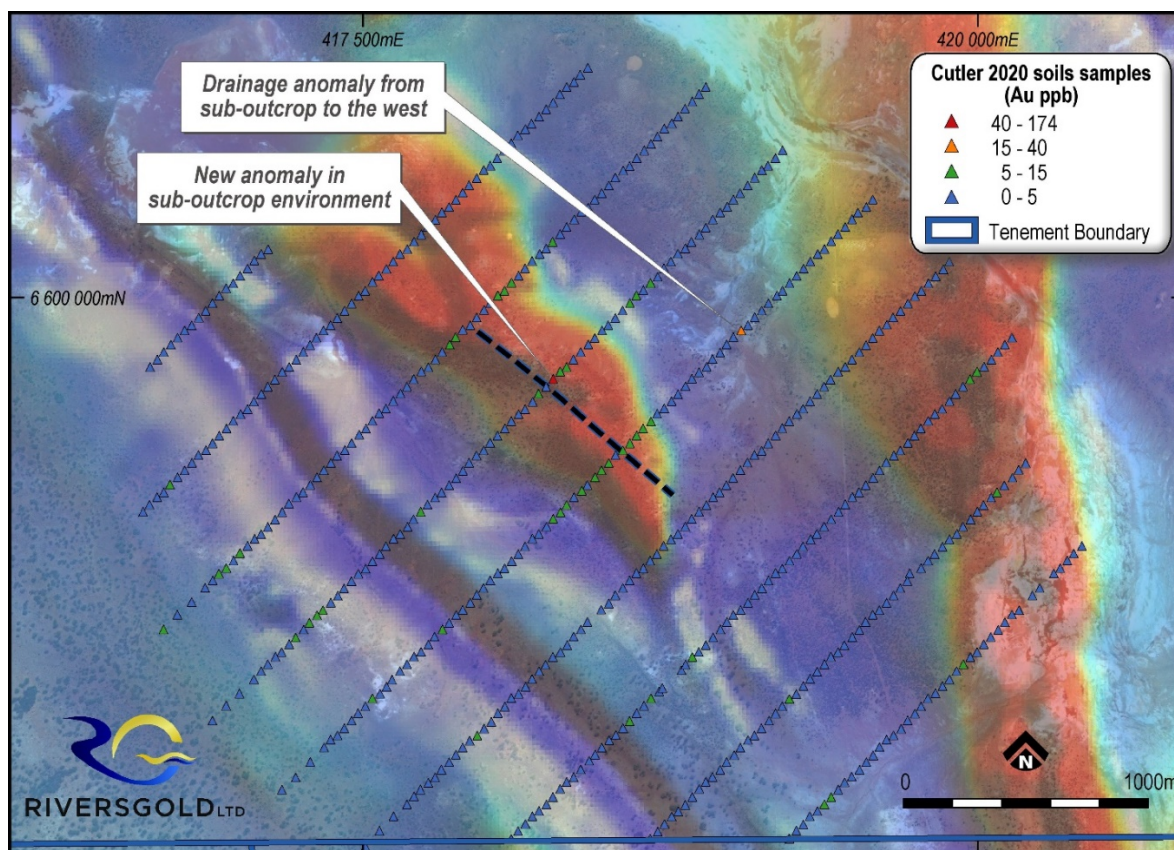 417 500mE
420 000mE
Drainage anomaly from
sub-outcrop to the west
New anomaly in
sub-outcrop environment
Cutler 2020 soils samples
(Au ppb)
40 - 174
15 - 40
5 - 15
0 - 5
Tenement Boundary
6 600 000mN
RIVERSGOLD LTD
N
0
1000m